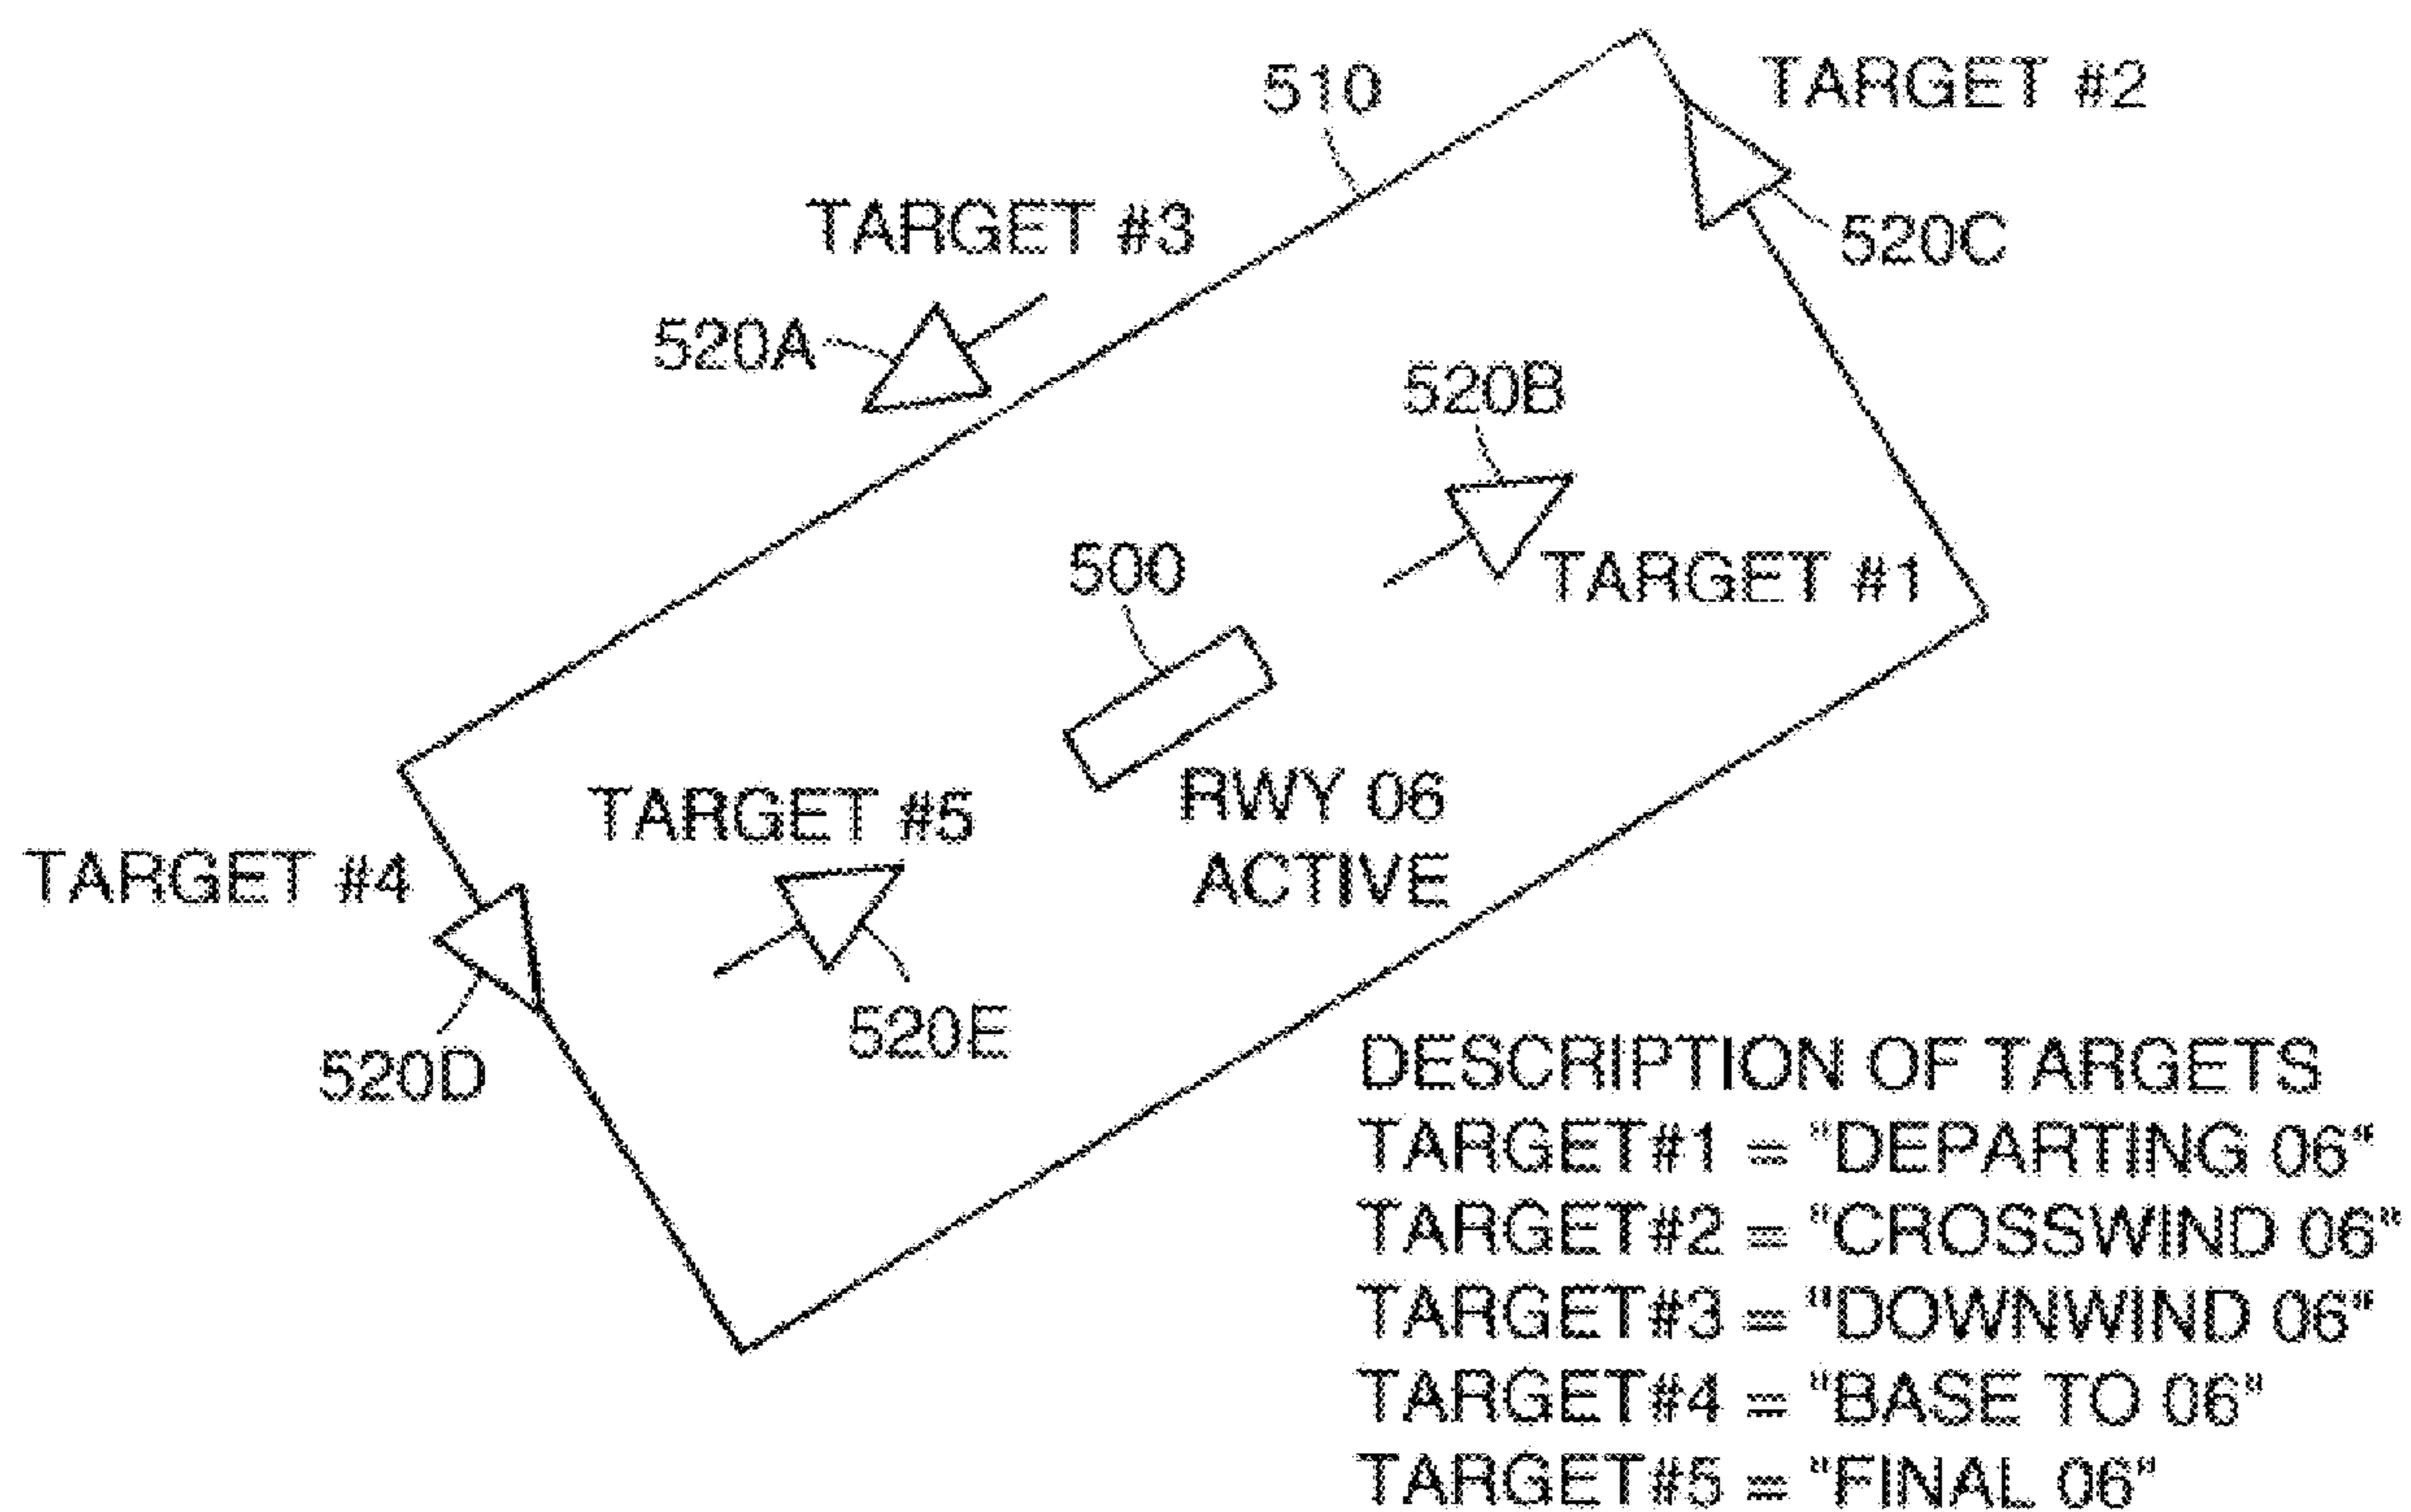 510
TARGET #2
TARGET #3
520C
520A
520B
500
TARGET #1
RWY 06
ACTIVE
TARGET #5
TARGET #4
520E
520D
DESCRIPTION OF TARGETS
TARGET#1 = "DEPARTING 06"
TARGET#2 = "CROSSWIND 06"
TARGET#3 = "DOWNWIND 06"
TARGET#4 = "BASE TO 06"
TARGET#5 = "FINAL 06"